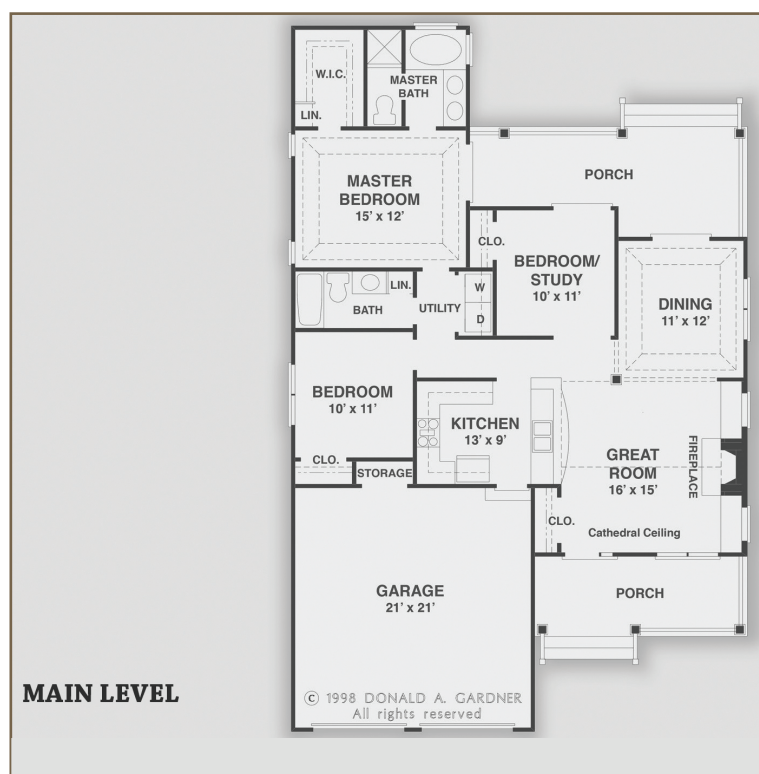 W.I.C.
MASTER
BATH
LIN.
MASTER
BEDROOM
15' x 12'
PORCH
CLO.
BEDROOM/
STUDY
10' x 11'
DINING
11' x 12'
LIN.
BATH
UTILITY
W
D
BEDROOM
10' x 11'
CLO.
STORAGE
KITCHEN
13' x 9'
GREAT
ROOM
16' x 15'
FIREPLACE
CLO.
Cathedral Ceiling
GARAGE
21' x 21'
PORCH
MAIN LEVEL
© 1998 DONALD A. GARDNER
All rights reserved